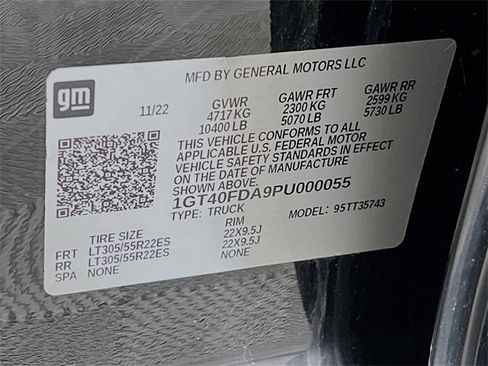 MFD BY GENERAL MOTORS LLC
gm
11/22
GVWR GAWR FRT GAWR RR
4717 KG 2300 KG 2599 KG
10400 LB 5070 LB 5730 LB
THIS VEHICLE CONFORMS TO ALL
APPLICABLE U.S. FEDERAL MOTOR
VEHICLE SAFETY STANDARDS IN EFFECT
ON THE DATE OF MANUFACTURE
SHOWN ABOVE.
1GT40FDA9PU000055
TYPE: TRUCK MODEL: 95TT35743
TIRE SIZE RIM
FRT LT305/55R22ES 22X9.5J
RR LT305/55R22ES 22X9.5J
SPA NONE NONE